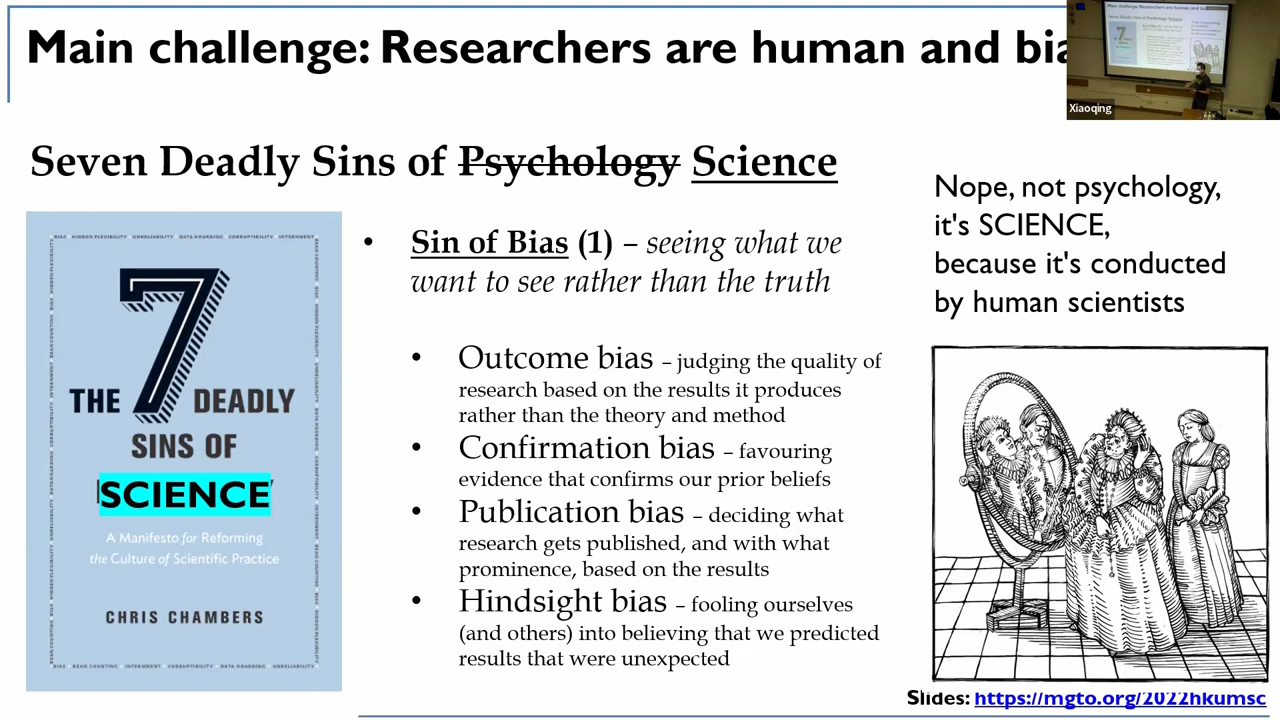 Main challenge: Researchers are human and bia
Xiaoqing
Seven Deadly Sins of Psychology Science
THE 7 DEADLY
SINS OF
SCIENCE
A Manifesto for Reforming
the Culture of Scientific Practice
CHRIS CHAMBERS
• Sin of Bias (1) – seeing what we
want to see rather than the truth
• Outcome bias – judging the quality of
research based on the results it produces
rather than the theory and method
• Confirmation bias – favouring
evidence that confirms our prior beliefs
• Publication bias – deciding what
research gets published, and with what
prominence, based on the results
• Hindsight bias – fooling ourselves
(and others) into believing that we predicted
results that were unexpected
Nope, not psychology,
it's SCIENCE,
because it's conducted
by human scientists
Slides: https://mgto.org/2022hkumsc